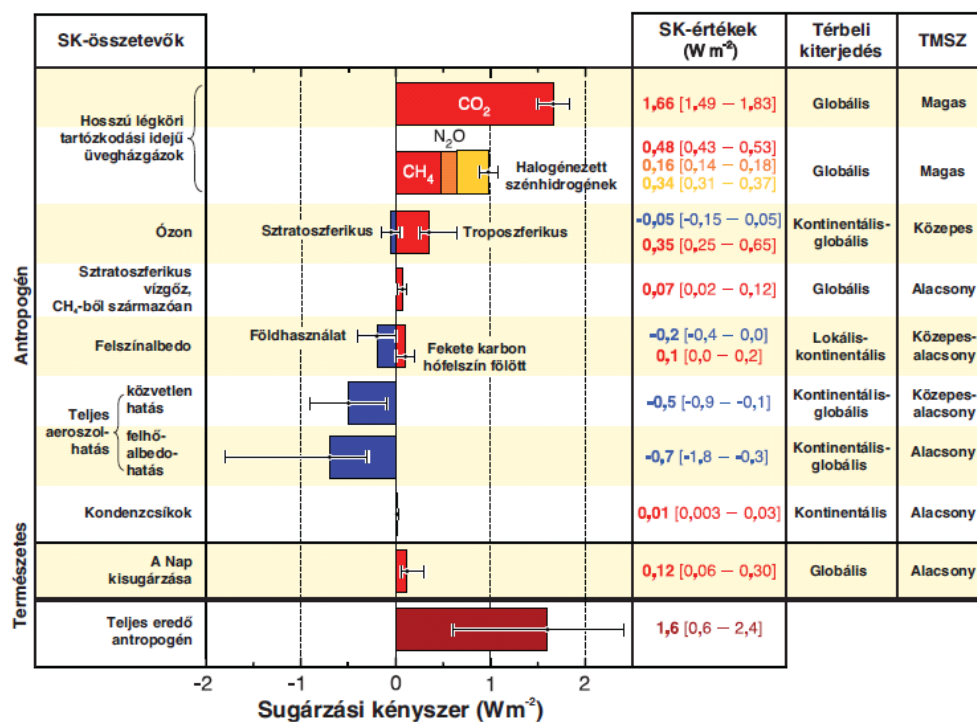 SK-összetevők
SK-értékek
(W m-2)
Térbeli
kiterjedés
TMSZ
Antropogén
Természetes
Hosszú légköri
tartózkodási idejű
üvegházgázok
CO2
1,66 [1,49 – 1,83]
Globális
Magas
N2O
CH4
Halogénezett
szénhidrogének
0,48 [0,43 – 0,53]
0,16 [0,14 – 0,18]
0,34 [0,31 – 0,37]
Globális
Magas
Ózon
Sztratoszferikus
Troposzferikus
-0,05 [-0,15 – 0,05]
0,35 [0,25 – 0,65]
Kontinentális-
globális
Közepes
Sztratoszferikus
vízgőz,
CH4-ből származóan
0,07 [0,02 – 0,12]
Globális
Alacsony
Felszínalbedo
Földhasználat
Fekete karbon
hófelszín fölött
-0,2 [-0,4 – 0,0]
0,1 [0,0 – 0,2]
Lokális-
kontinentális
Közepes-
alacsony
Teljes
aeroszol-
hatás
közvetlen
hatás
-0,5 [-0,9 – -0,1]
Kontinentális-
globális
Közepes-
alacsony
felhő-
albedo-
hatás
-0,7 [-1,8 – -0,3]
Kontinentális-
globális
Alacsony
Kondenzcsíkok
0,01 [0,003 – 0,03]
Kontinentális
Alacsony
A Nap
kisugárzása
0,12 [0,06 – 0,30]
Globális
Alacsony
Teljes eredő
antropogén
1,6 [0,6 – 2,4]
-2 -1 0 1 2
Sugárzási kényszer (Wm-2)